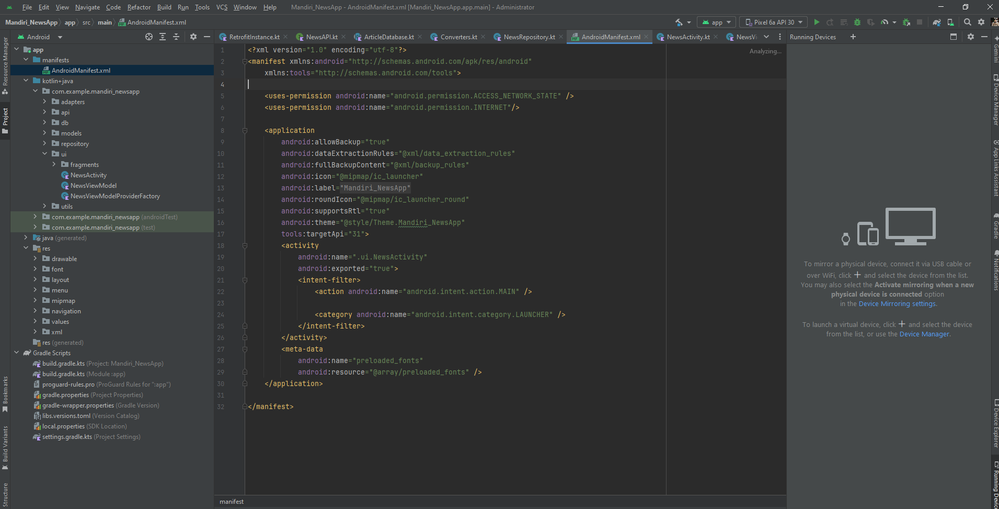 File Edit View Navigate Code Refactor Build Run Tools VCS Window Help Mandiri_NewsApp - AndroidManifest.xml [Mandiri_NewsApp.app.main] - Administrator
Mandiri_NewsApp app src main AndroidManifest.xml app Pixel 6a API 30
Android
RetrofitInstance.kt NewsAPI.kt ArticleDatabase.kt Converters.kt NewsRepository.kt AndroidManifest.xml NewsActivity.kt NewsVi
Running Devices
Resource Manager
Project
Bookmarks
Build Variants
Structure
app
manifests
AndroidManifest.xml
kotlin+java
com.example.mandiri_newsapp
adapters
api
db
models
repository
ui
fragments
NewsActivity
NewsViewModel
NewsViewModelProviderFactory
utils
com.example.mandiri_newsapp (androidTest)
com.example.mandiri_newsapp (test)
java (generated)
res
drawable
font
layout
menu
mipmap
navigation
values
xml
res (generated)
Gradle Scripts
build.gradle.kts (Project: Mandiri_NewsApp)
build.gradle.kts (Module :app)
proguard-rules.pro (ProGuard Rules for ":app")
gradle.properties (Project Properties)
gradle-wrapper.properties (Gradle Version)
libs.versions.toml (Version Catalog)
local.properties (SDK Location)
settings.gradle.kts (Project Settings)
Analyzing...
1 <?xml version="1.0" encoding="utf-8"?>
2 <manifest xmlns:android="http://schemas.android.com/apk/res/android"
3 xmlns:tools="http://schemas.android.com/tools">
4
5 <uses-permission android:name="android.permission.ACCESS_NETWORK_STATE" />
6 <uses-permission android:name="android.permission.INTERNET"/>
7
8 <application
9 android:allowBackup="true"
10 android:dataExtractionRules="@xml/data_extraction_rules"
11 android:fullBackupContent="@xml/backup_rules"
12 android:icon="@mipmap/ic_launcher"
13 android:label="Mandiri_NewsApp"
14 android:roundIcon="@mipmap/ic_launcher_round"
15 android:supportsRtl="true"
16 android:theme="@style/Theme.Mandiri_NewsApp"
17 tools:targetApi="31">
18 <activity
19 android:name=".ui.NewsActivity"
20 android:exported="true">
21 <intent-filter>
22 <action android:name="android.intent.action.MAIN" />
23
24 <category android:name="android.intent.category.LAUNCHER" />
25 </intent-filter>
26 </activity>
27 <meta-data
28 android:name="preloaded_fonts"
29 android:resource="@array/preloaded_fonts" />
30 </application>
31
32 </manifest>
manifest
To mirror a physical device, connect it via USB cable or
over WiFi, click + and select the device from the list.
You may also select the Activate mirroring when a new
physical device is connected option
in the Device Mirroring settings.
To launch a virtual device, click + and select the device
from the list, or use the Device Manager.
Gemini
Device Manager
App Links Assistant
Gradle
Notifications
Device Explorer
Running Device